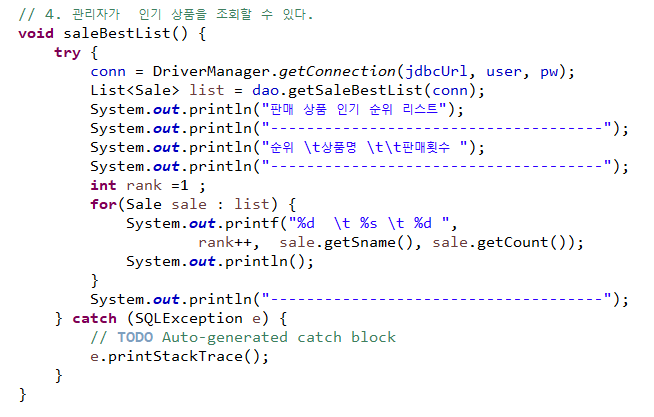 // 4. 관리자가  인기 상품을 조회할 수 있다.
void saleBestList() {
    try {
        conn = DriverManager.getConnection(jdbcUrl, user, pw);
        List<Sale> list = dao.getSaleBestList(conn);
        System.out.println("판매 상품 인기 순위 리스트");
        System.out.println("-------------------------------------");
        System.out.println("순위 \t상품명 \t\t판매횟수 ");
        System.out.println("-------------------------------------");
        int rank =1 ;
        for(Sale sale : list) {
            System.out.printf("%d  \t %s \t %d ",
                    rank++,  sale.getSname(), sale.getCount());
            System.out.println();
        }
        System.out.println("-------------------------------------");
    } catch (SQLException e) {
        // TODO Auto-generated catch block
        e.printStackTrace();
    }
}